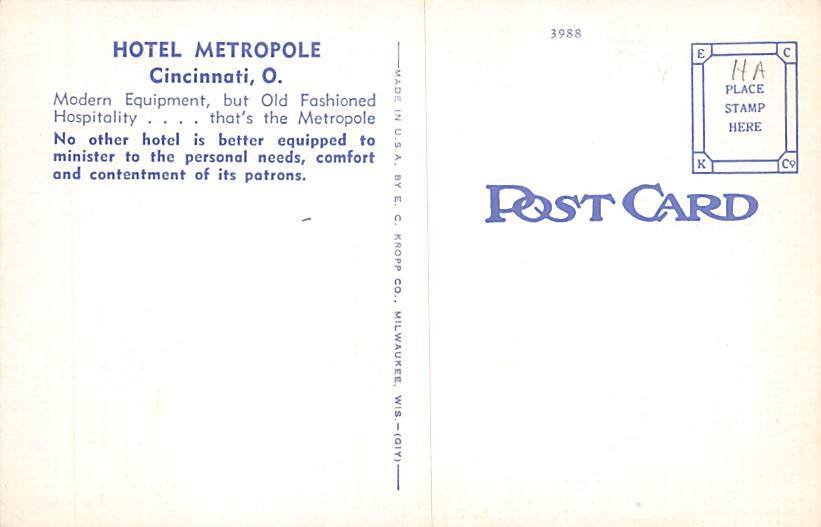 HOTEL METROPOLE
Cincinnati, O.
Modern Equipment, but Old Fashioned
Hospitality . . . . that's the Metropole
No other hotel is better equipped to
minister to the personal needs, comfort
and contentment of its patrons.
MADE IN U.S.A. BY E. C. KROPP CO., MILWAUKEE, WIS.—(GIY)
3988
E C
HA
PLACE
STAMP
HERE
K Co
POST CARD